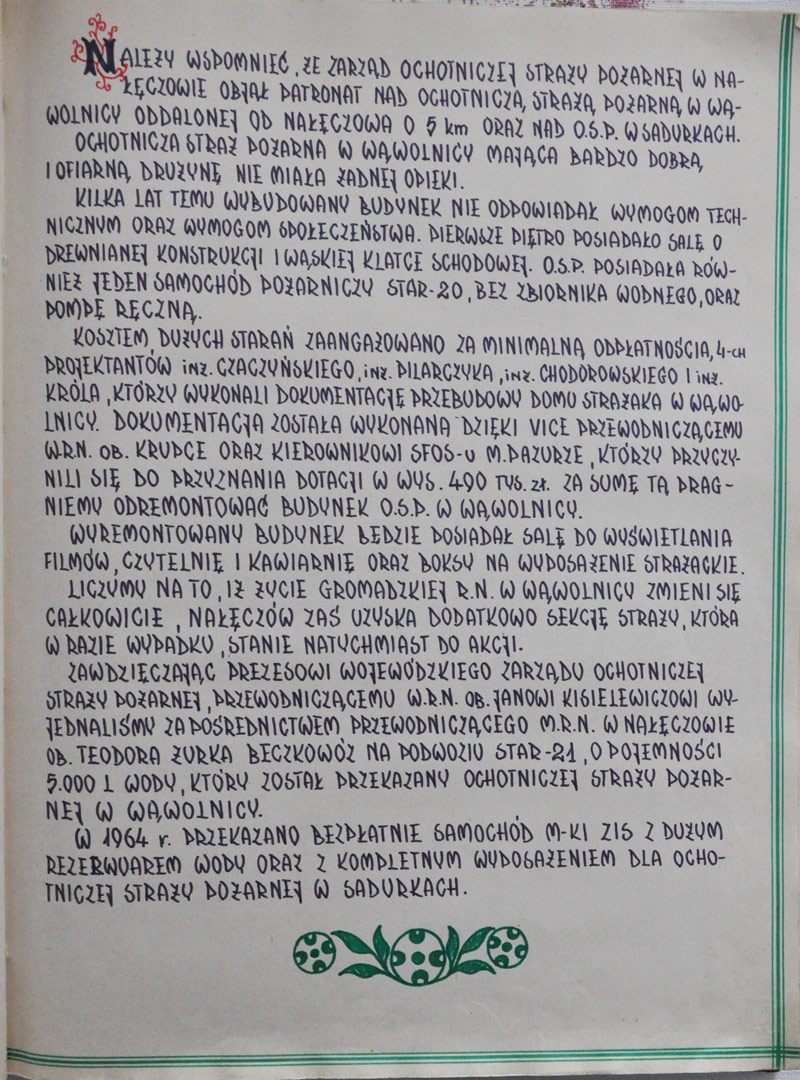 NALEŻY WSPOMNIEĆ, ŻE ZARZĄD OCHOTNICZEJ STRAŻY POŻARNEJ W NA-
ŁĘCZOWIE OBJĄŁ PATRONAT NAD OCHOTNICZĄ STRAŻĄ POŻARNĄ W WĄ-
WOLNICY ODDALONEJ OD NAŁĘCZOWA O 5 km ORAZ NAD O.S.P. W SADURKACH.
OCHOTNICZA STRAŻ POŻARNA W WĄWOLNICY MAJĄCA BARDZO DOBRĄ
I OFIARNĄ DRUŻYNĘ NIE MIAŁA ŻADNEJ OPIEKI.
KILKA LAT TEMU WYBUDOWANY BUDYNEK NIE ODPOWIADAŁ WYMOGOM TECH-
NICZNYM ORAZ WYMOGOM SPOŁECZEŃSTWA. PIERWSZE PIĘTRO POSIADAŁO SALĘ O
DREWNIANEJ KONSTRUKCJI I WĄSKIEJ KLATCE SCHODOWEJ. O.S.P. POSIADAŁA RÓW-
NIEŻ JEDEN SAMOCHÓD POŻARNICZY STAR-20, BEZ ZBIORNIKA WODNEGO, ORAZ
POMPĘ RĘCZNĄ.
KOSZTEM DUŻYCH STARAŃ ZAANGAŻOWANO ZA MINIMALNĄ ODPŁATNOŚCIĄ, 4-CH
PROJEKTANTÓW inż. CZACZYŃSKIEGO, inż. PILARCZYKA, inż. CHODOROWSKIEGO I inż.
KRÓLA, KTÓRZY WYKONALI DOKUMENTACJĘ PRZEBUDOWY DOMU STRAŻAKA W WĄWO-
LNICY. DOKUMENTACJA ZOSTAŁA WYKONANA DZIĘKI VICE PRZEWODNICZĄCEMU
W.R.N. OB. KRUPCE ORAZ KIEROWNIKOWI SFOS-u M. PAZURZE, KTÓRZY PRZYCZY-
NILI SIĘ DO PRZYZNANIA DOTACJI W WYS. 490 TYS. ZŁ. ZA SUMĘ TĄ PRAG-
NIEMY ODREMONTOWAĆ BUDYNEK O.S.P. W WĄWOLNICY.
WYREMONTOWANY BUDYNEK BĘDZIE POSIADAŁ SALĘ DO WYŚWIETLANIA
FILMÓW, CZYTELNIĘ I KAWIARNIĘ ORAZ BOKSY NA WYPOSAŻENIE STRAŻACKIE.
LICZYMY NA TO, IŻ ŻYCIE GROMADZKIEJ R.N. W WĄWOLNICY ZMIENI SIĘ
CAŁKOWICIE, NAŁĘCZÓW ZAŚ UZYSKA DODATKOWO SEKCJĘ STRAŻY, KTÓRA
W RAZIE WYPADKU, STANIE NATYCHMIAST DO AKCJI.
ZAWDZIĘCZAJĄC PREZESOWI WOJEWÓDZKIEGO ZARZĄDU OCHOTNICZEJ
STRAŻY POŻARNEJ, PRZEWODNICZĄCEMU W.R.N. OB. JANOWI KISIELEWICZOWI WY-
JEDNALIŚMY ZA POŚREDNICTWEM PRZEWODNICZĄCEGO M.R.N. W NAŁĘCZOWIE
OB. TEODORA ŻURKA BECZKOWÓZ NA PODWOZIU STAR-21, O POJEMNOŚCI
5.000 L WODY, KTÓRY ZOSTAŁ PRZEKAZANY OCHOTNICZEJ STRAŻY POŻAR-
NEJ W WĄWOLNICY.
W 1964 r. PRZEKAZANO BEZPŁATNIE SAMOCHÓD M-KI ZIS Z DUŻYM
REZERWUAREM WODY ORAZ Z KOMPLETNYM WYPOSAŻENIEM DLA OCHO-
TNICZEJ STRAŻY POŻARNEJ W SADURKACH.